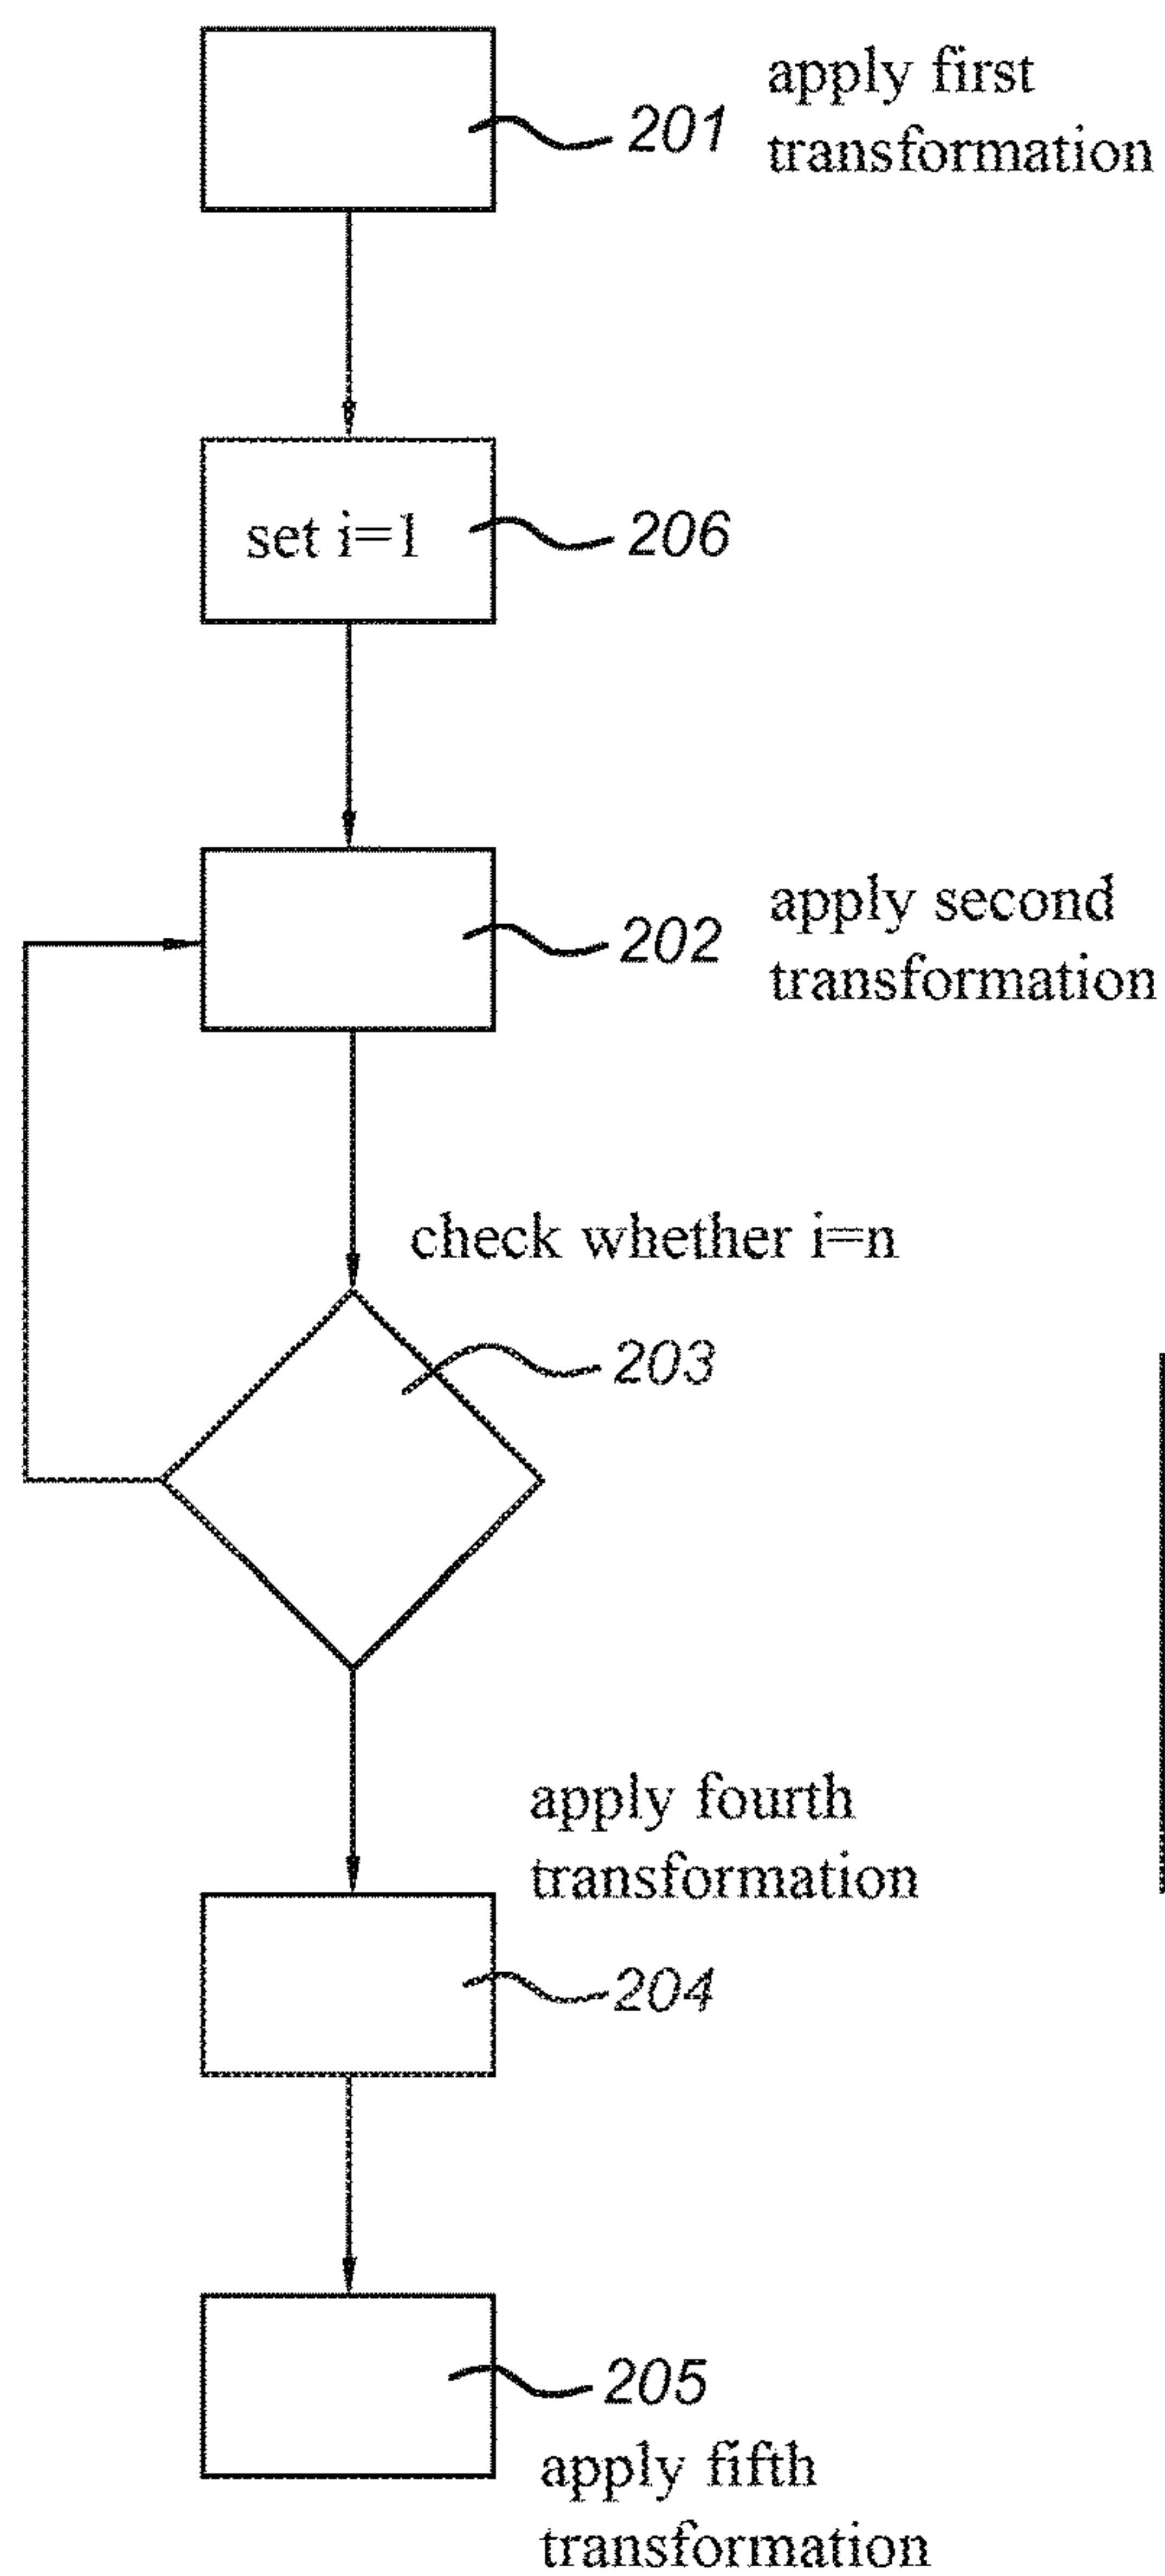 apply first
201
transformation
set i=1
206
apply second
202
transformation
check whether i=n
203
apply fourth
transformation
204
205
apply fifth
transformation